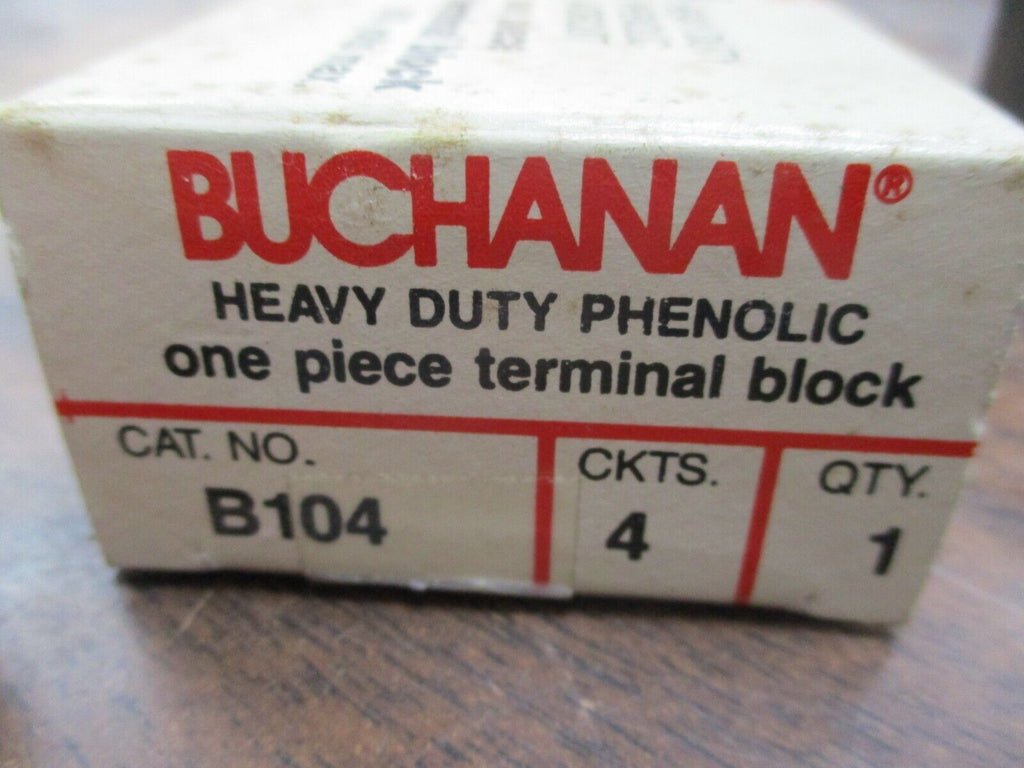 BUCHANAN®
HEAVY DUTY PHENOLIC
one piece terminal block
CAT. NO.
B104
CKTS.
4
QTY.
1